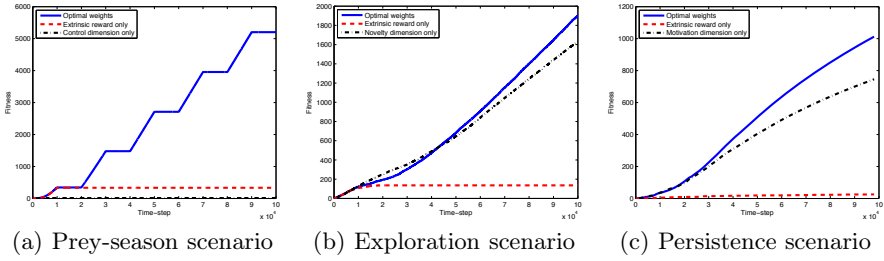 6000
5000
4000
3000
2000
1000
0
Fitness
Optimal weights
Extrinsic reward only
Control dimension only
0 1 2 3 4 5 6 7 8 9 10
Time−step
x 10⁴
(a) Prey-season scenario
2000
1800
1600
1400
1200
1000
800
600
400
200
0
Fitness
Optimal weights
Extrinsic reward only
Novelty dimension only
0 1 2 3 4 5 6 7 8 9 10
Time−step
x 10⁴
(b) Exploration scenario
1200
1000
800
600
400
200
0
Fitness
Optimal weights
Extrinsic reward only
Motivation dimension only
0 1 2 3 4 5 6 7 8 9 10
Time−step
x 10⁴
(c) Persistence scenario